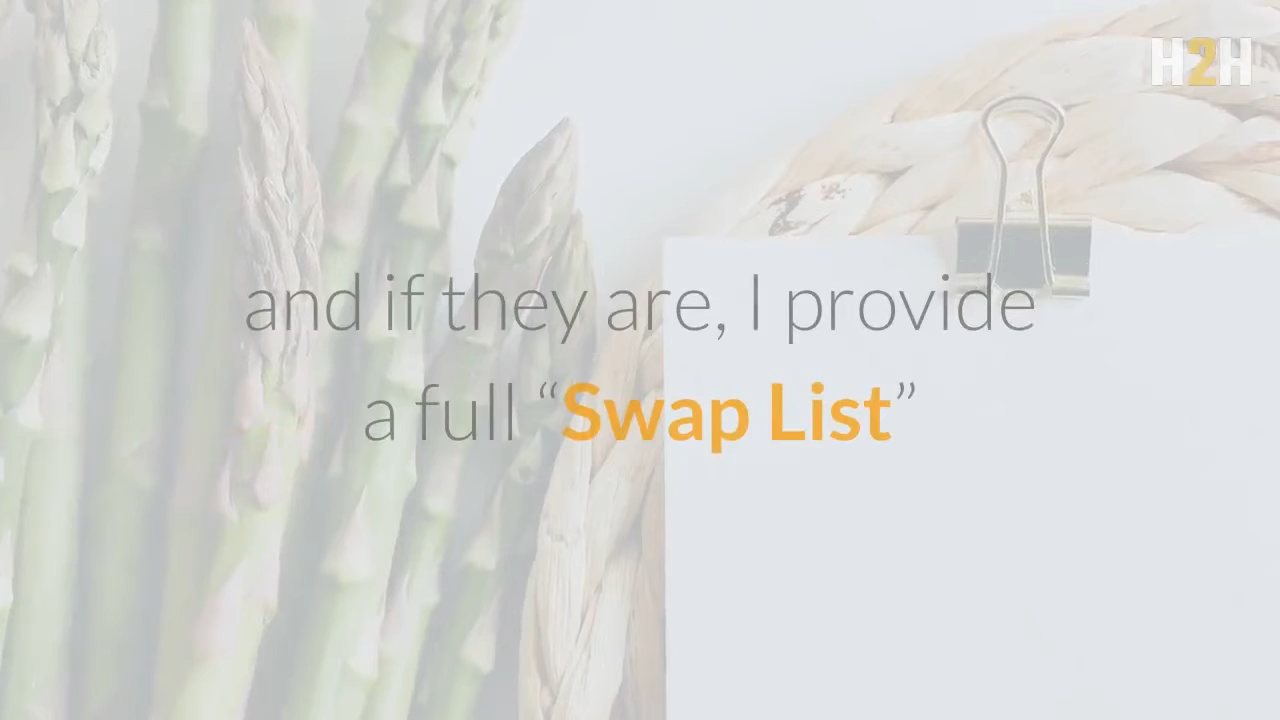 H2H
and if they are, I provide
a full “Swap List”